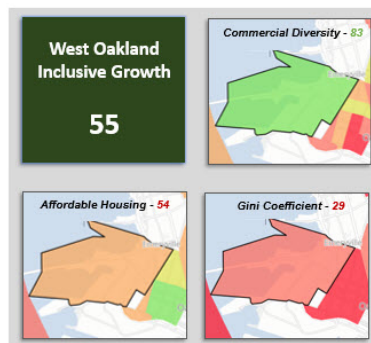 West Oakland
Inclusive Growth
55
Commercial Diversity - 83
Affordable Housing - 54
Gini Coefficient - 29